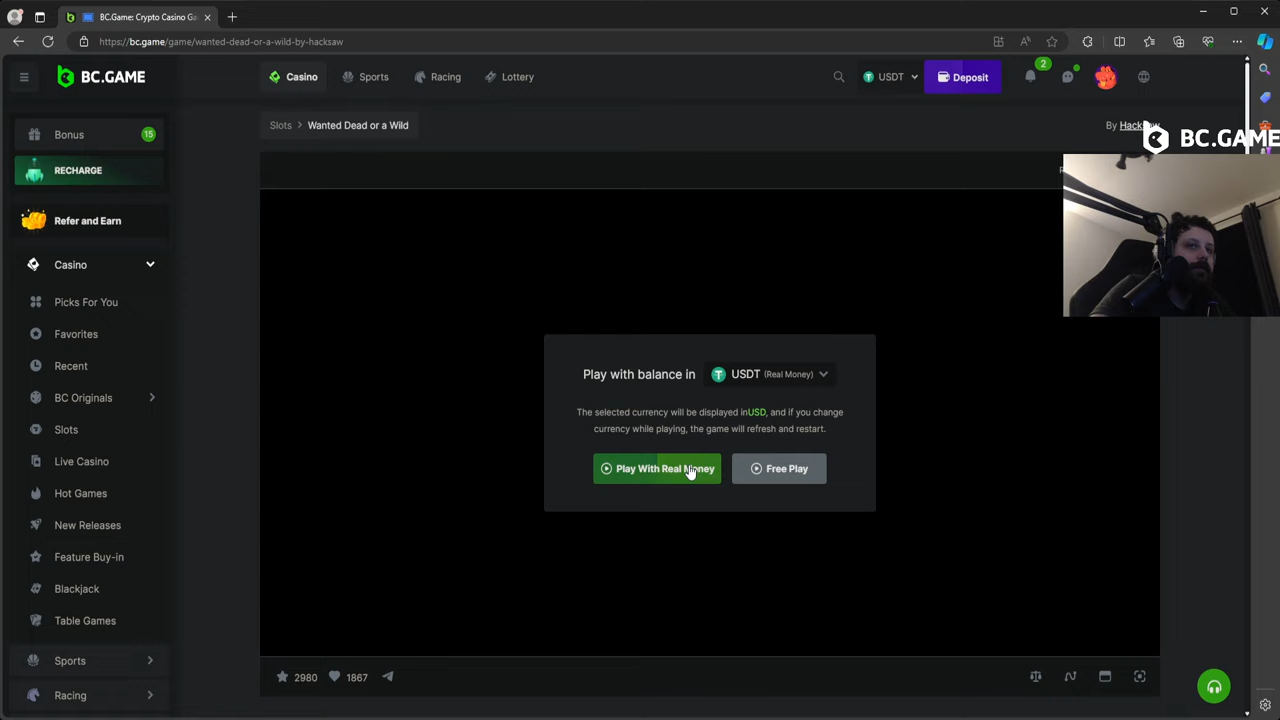 BC.Game: Crypto Casino Ga
https://bc.game/game/wanted-dead-or-a-wild-by-hacksaw
BC.GAME
Casino
Sports
Racing
Lottery
USDT
Deposit
2
Bonus
15
RECHARGE
Refer and Earn
Casino
Picks For You
Favorites
Recent
BC Originals
Slots
Live Casino
Hot Games
New Releases
Feature Buy-in
Blackjack
Table Games
Sports
Racing
Slots > Wanted Dead or a Wild
By Hacksaw
BC.GAME
Play with balance in USDT (Real Money)
The selected currency will be displayed inUSD, and if you change
currency while playing, the game will refresh and restart.
Play With Real Money
Free Play
2980
1867